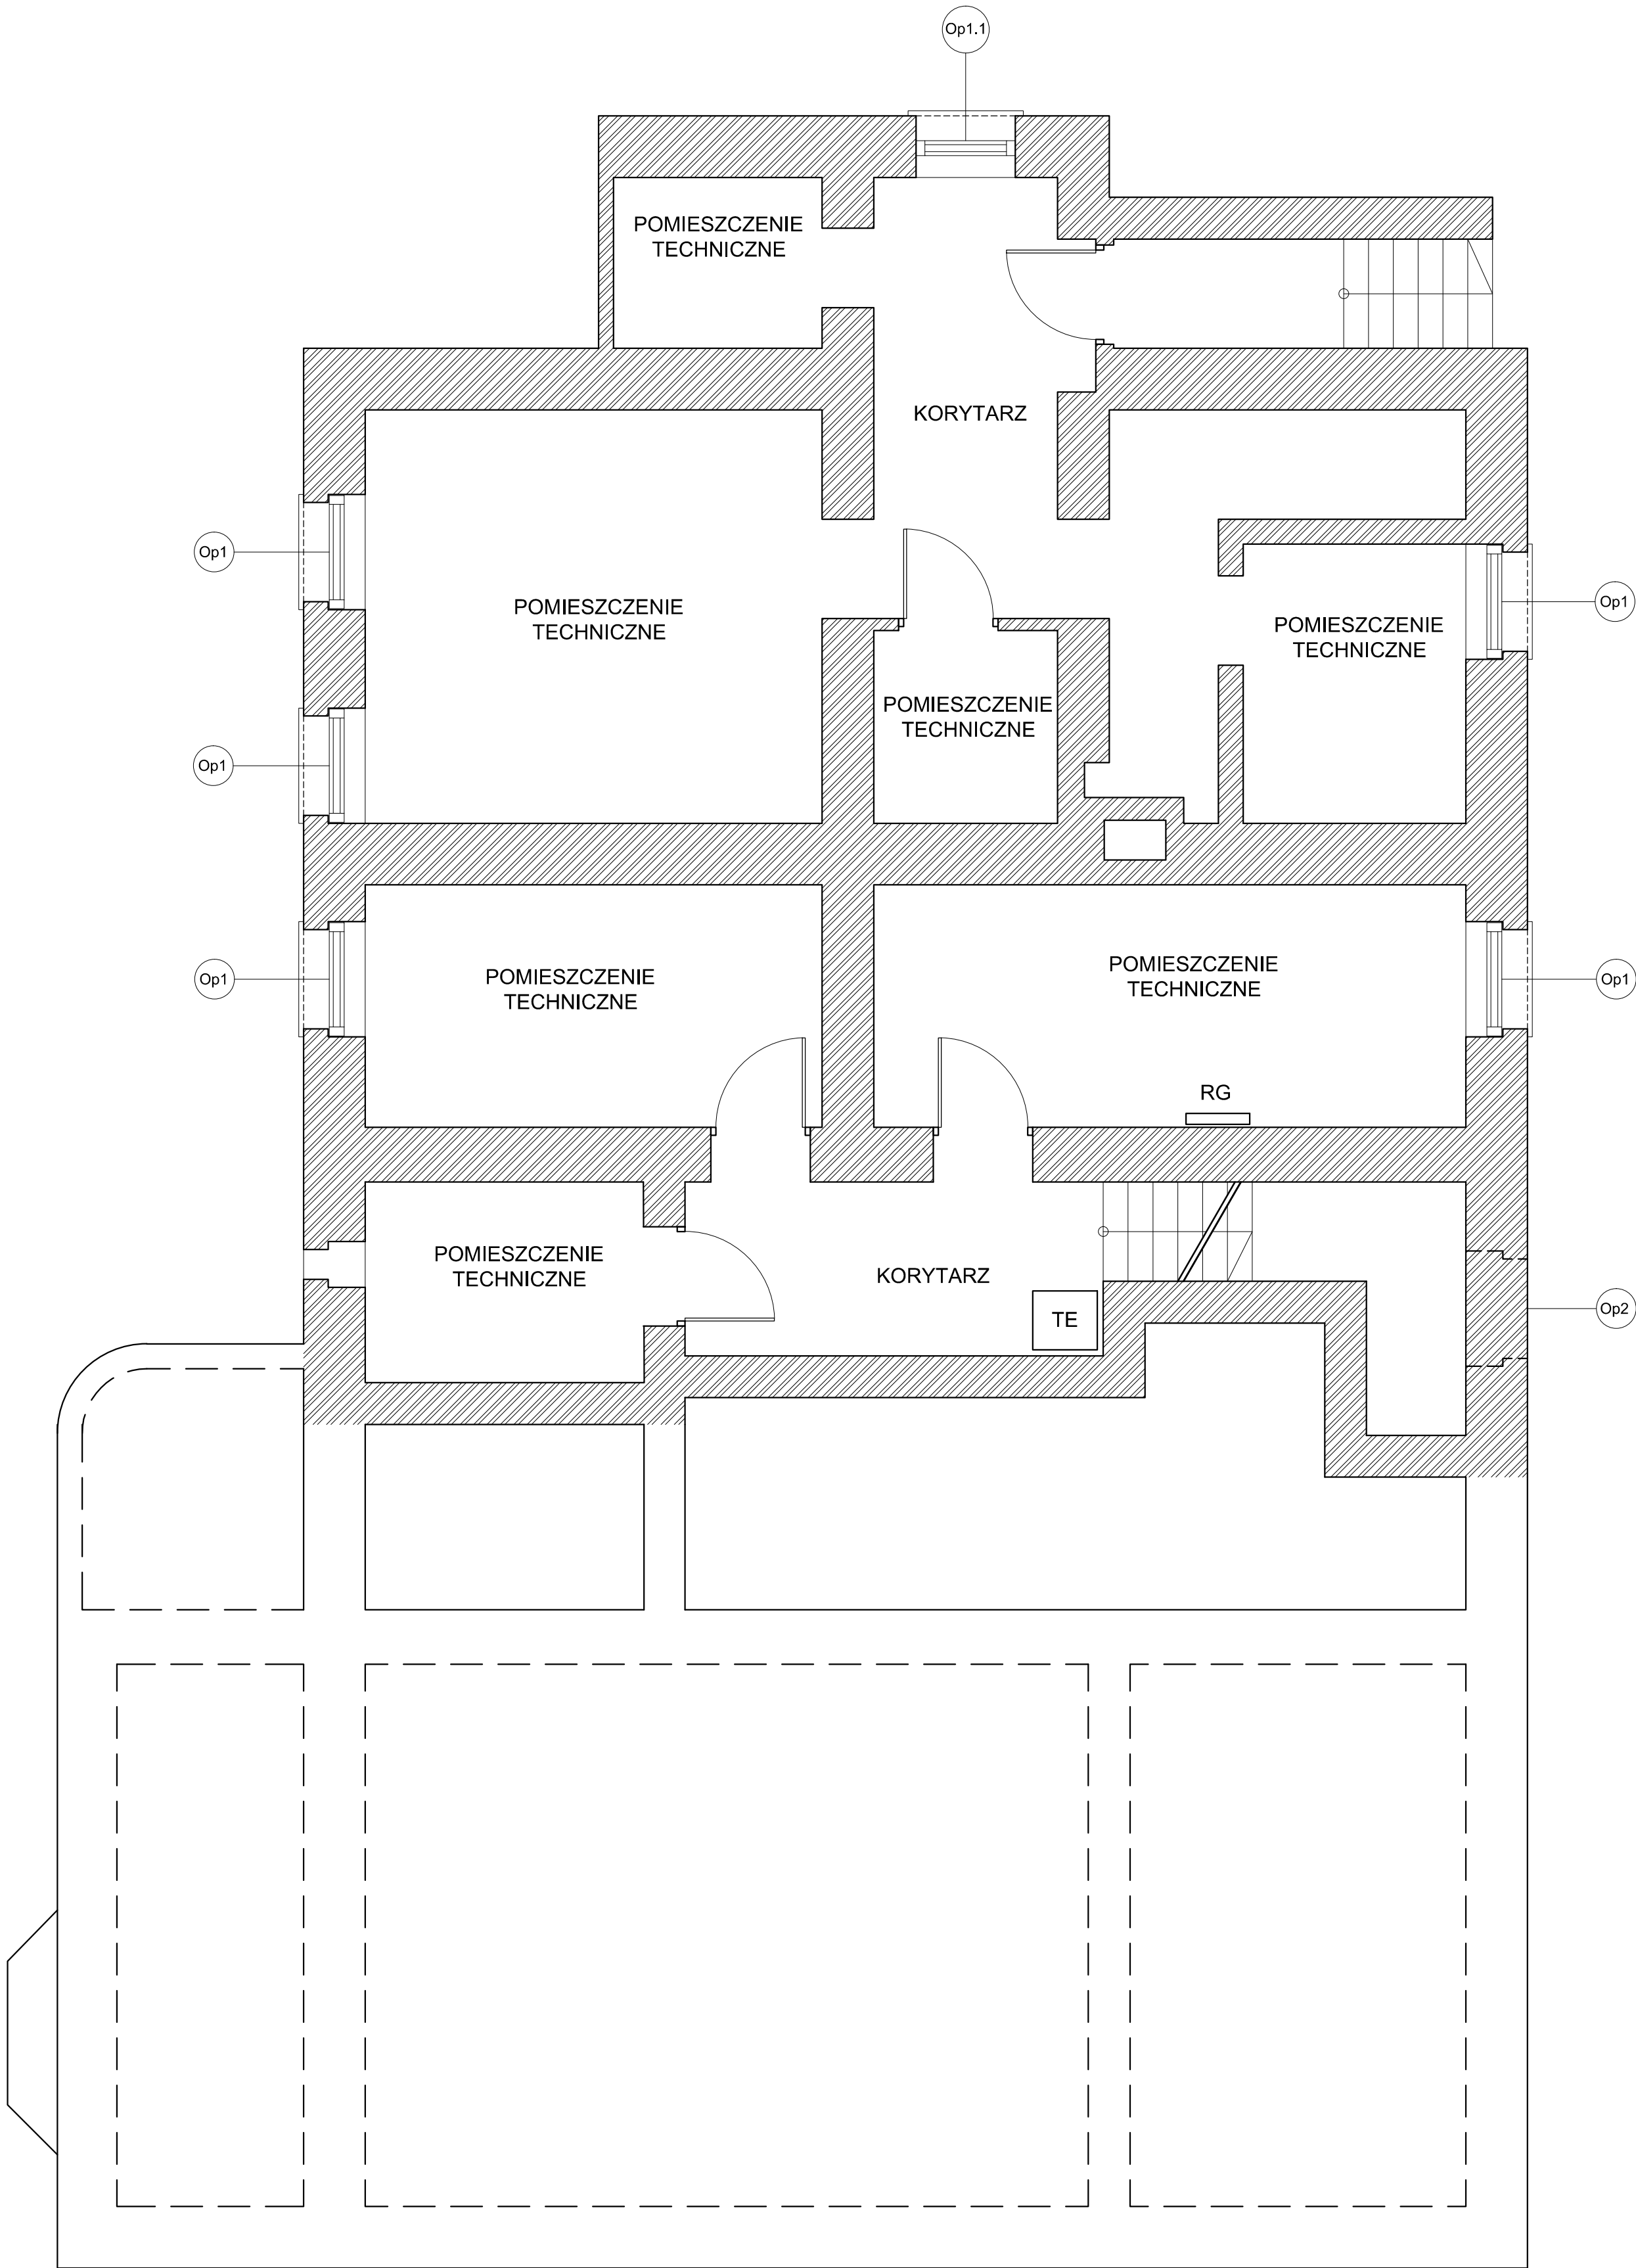 Op1.1
POMIESZCZENIE
TECHNICZNE
KORYTARZ
Op1
POMIESZCZENIE
TECHNICZNE
Op1
POMIESZCZENIE
TECHNICZNE
POMIESZCZENIE
TECHNICZNE
Op1
Op1
POMIESZCZENIE
TECHNICZNE
POMIESZCZENIE
TECHNICZNE
Op1
RG
POMIESZCZENIE
TECHNICZNE
KORYTARZ
TE
Op2